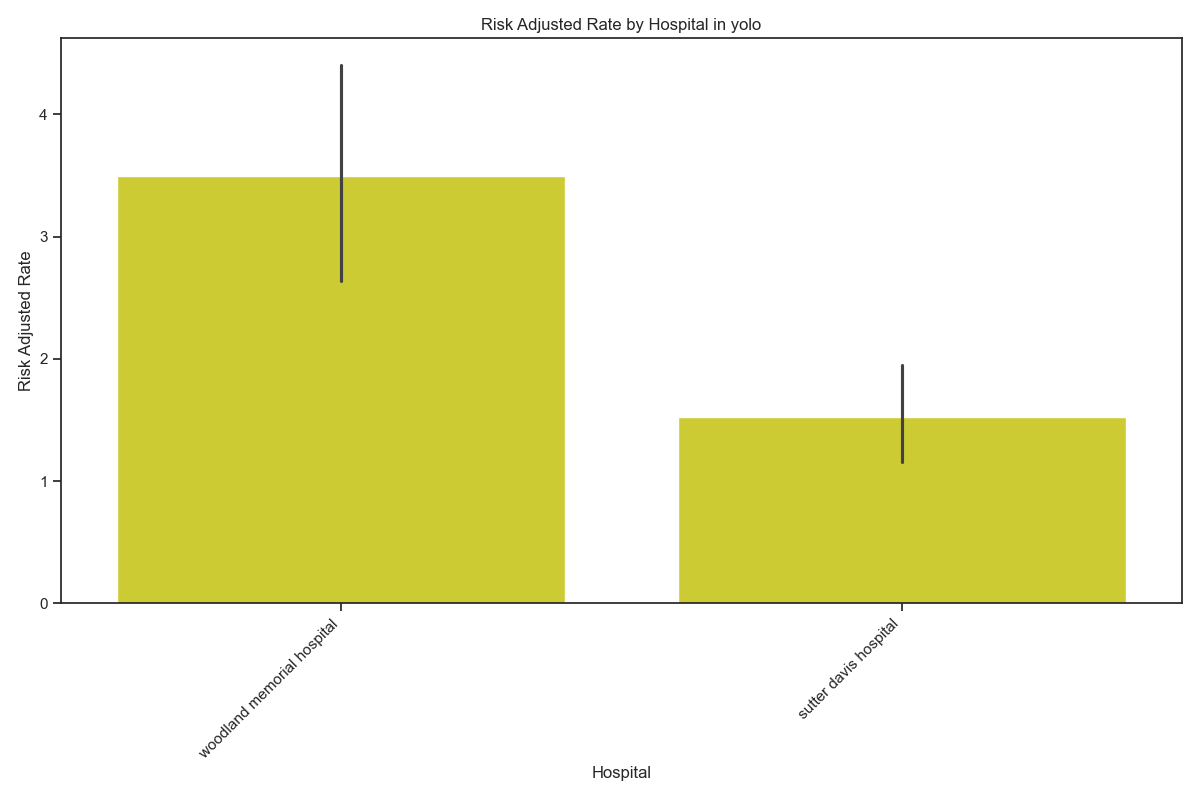 Risk Adjusted Rate by Hospital in yolo
Risk Adjusted Rate
4
3
2
1
0
woodland memorial hospital
sutter davis hospital
Hospital